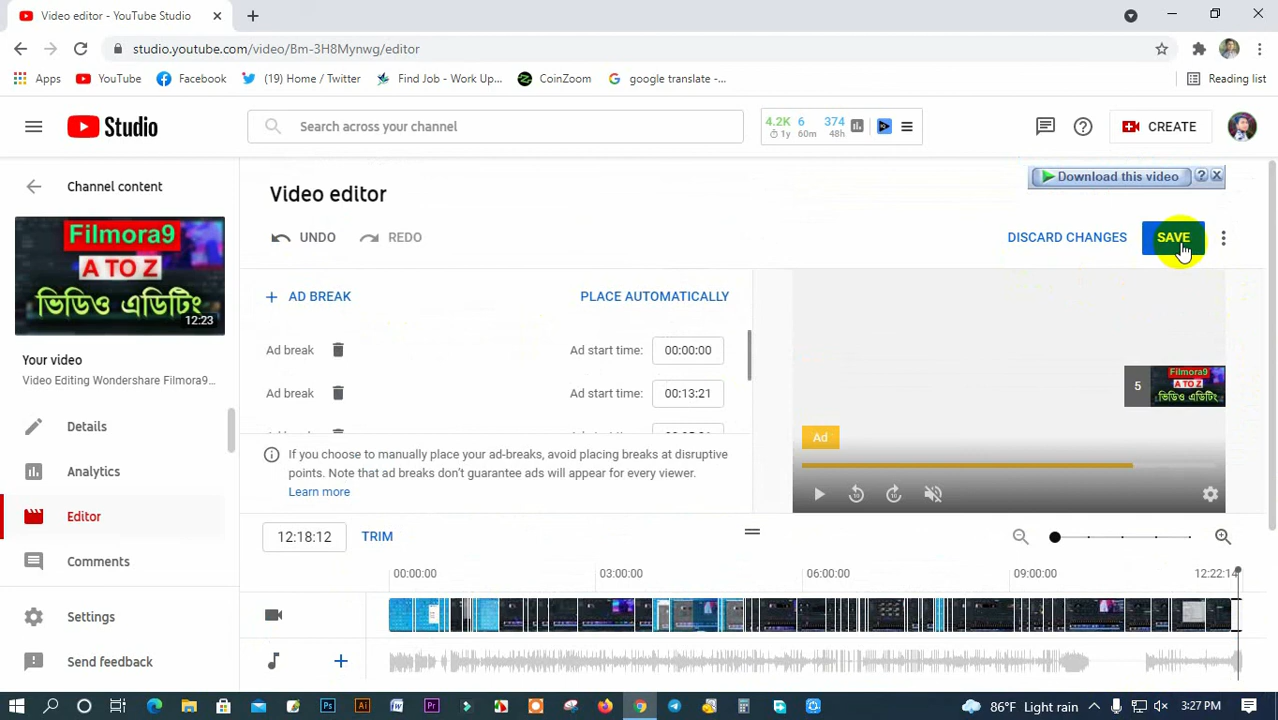 Video editor - YouTube Studio
studio.youtube.com/video/Bm-3H8Mynwg/editor
Apps YouTube Facebook (19) Home / Twitter Find Job - Work Up... CoinZoom google translate -... Reading list
Studio Search across your channel 4.2K 6 374 CREATE
1y 60m 48h
Channel content
Video editor
Download this video
UNDO REDO DISCARD CHANGES SAVE
Filmora9
A TO Z
ভিডিও এডিটিং
12:23
Your video
Video Editing Wondershare Filmora9...
Details
Analytics
Editor
Comments
Settings
Send feedback
AD BREAK PLACE AUTOMATICALLY
Ad break Ad start time: 00:00:00
Ad break Ad start time: 00:13:21
If you choose to manually place your ad-breaks, avoid placing breaks at disruptive
points. Note that ad breaks don't guarantee ads will appear for every viewer.
Learn more
5
Filmora9
A TO Z
ভিডিও এডিটিং
Ad
12:18:12 TRIM
00:00:00 03:00:00 06:00:00 09:00:00 12:22:14
86°F Light rain 3:27 PM